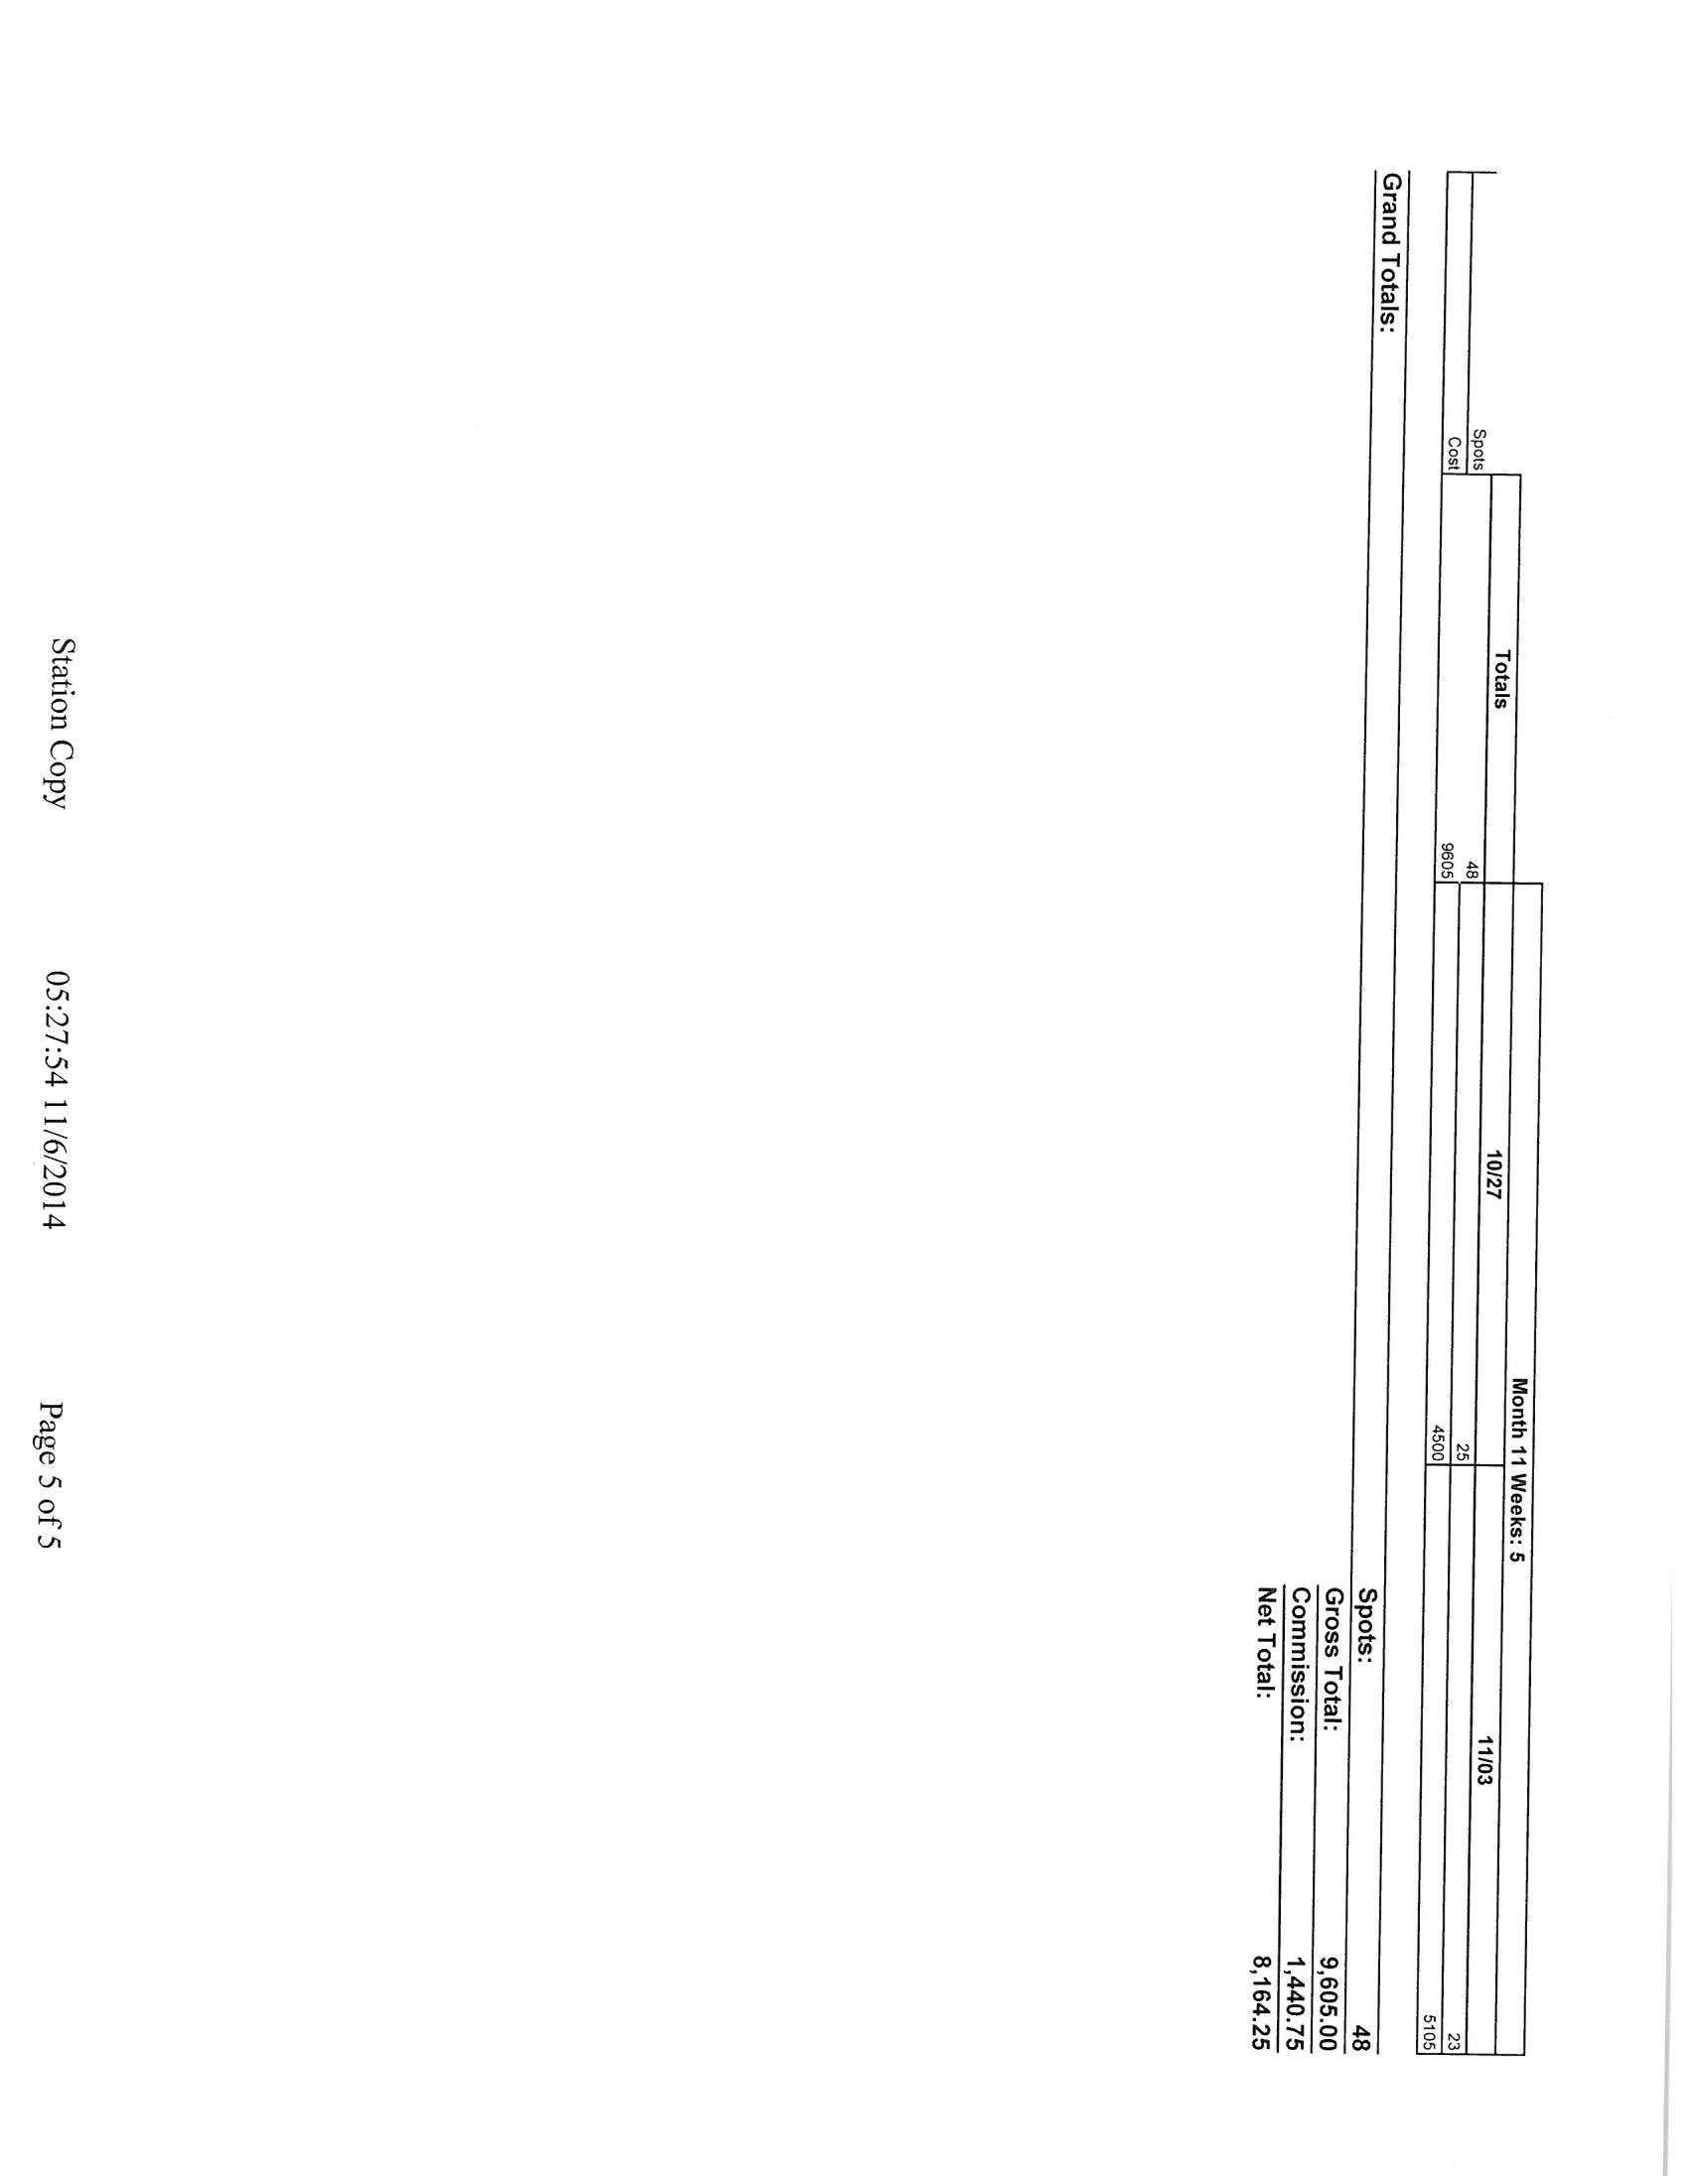 Month 11 Weeks: 5
Totals 10/27 11/03
Spots 48 25 23
Cost 9605 4500 5105
Grand Totals:
Spots: 48
Gross Total: 9,605.00
Commission: 1,440.75
Net Total: 8,164.25
Station Copy 05:27:54 11/6/2014 Page 5 of 5